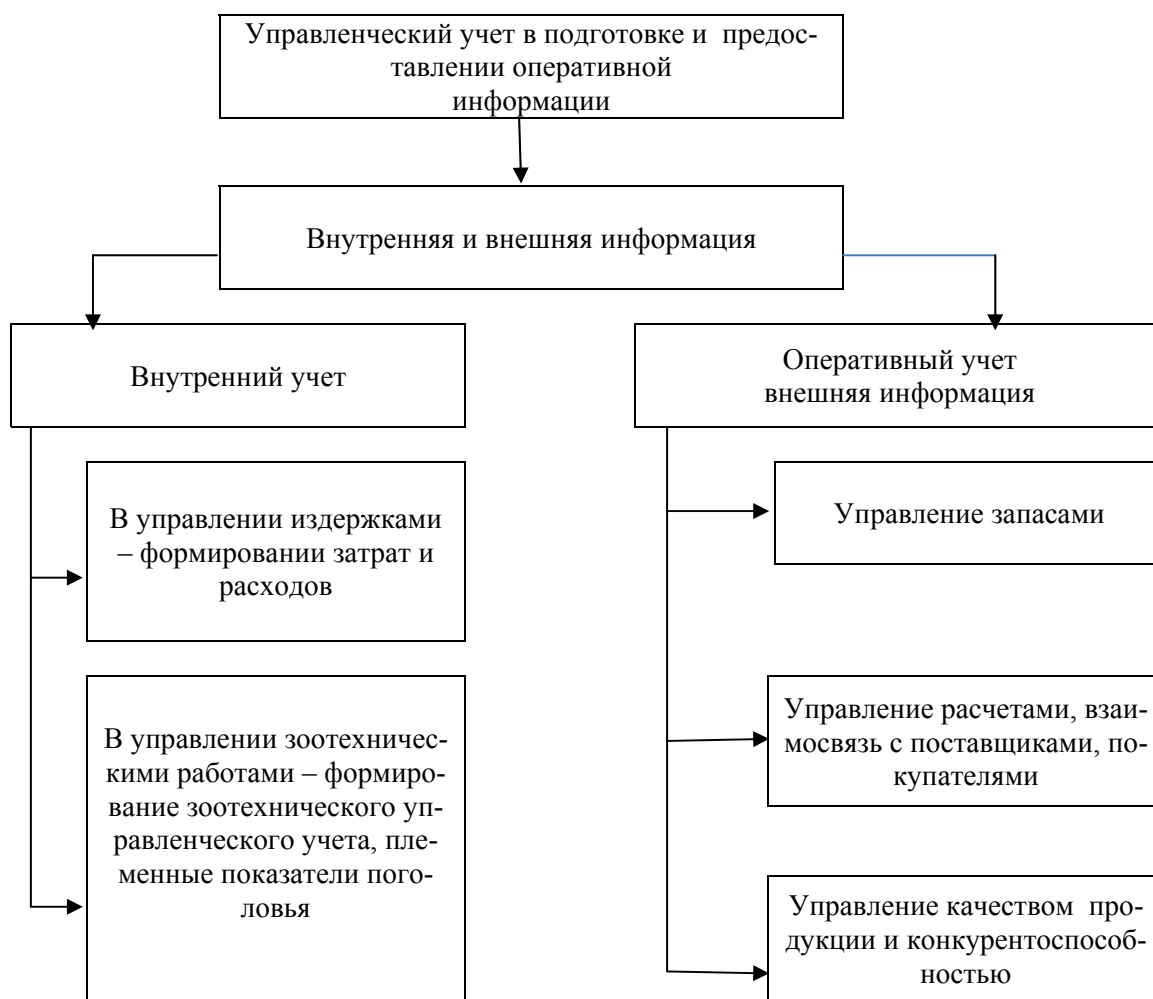 Управленческий учет в подготовке и предос-
тавлении оперативной
информации
Внутренняя и внешняя информация
Внутренний учет
Оперативный учет
внешняя информация
В управлении издержками
– формировании затрат и
расходов
Управление запасами
В управлении зоотехничес-
кими работами – формиро-
вание зоотехнического уп-
равленческого учета, пле-
менные показатели пого-
ловья
Управление расчетами, взаи-
мосвязь с поставщиками, по-
купателями
Управление качеством про-
дукции и конкурентоспособ-
ностью